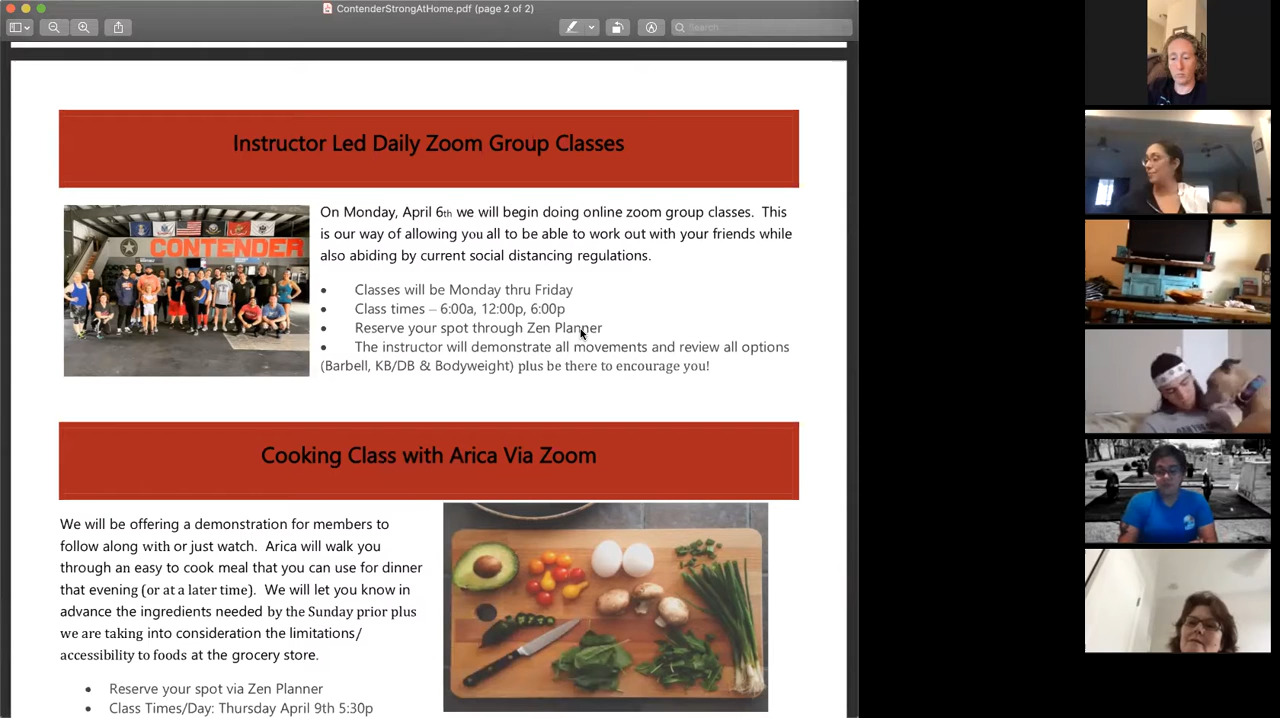 ContenderStrongAtHome.pdf (page 2 of 2)
Search
Instructor Led Daily Zoom Group Classes
CONTENDER
On Monday, April 6th we will begin doing online zoom group classes. This
is our way of allowing you all to be able to work out with your friends while
also abiding by current social distancing regulations.
• Classes will be Monday thru Friday
• Class times – 6:00a, 12:00p, 6:00p
• Reserve your spot through Zen Planner
• The instructor will demonstrate all movements and review all options
(Barbell, KB/DB & Bodyweight) plus be there to encourage you!
Cooking Class with Arica Via Zoom
We will be offering a demonstration for members to
follow along with or just watch. Arica will walk you
through an easy to cook meal that you can use for dinner
that evening (or at a later time). We will let you know in
advance the ingredients needed by the Sunday prior plus
we are taking into consideration the limitations/
accessibility to foods at the grocery store.
• Reserve your spot via Zen Planner
• Class Times/Day: Thursday April 9th 5:30p